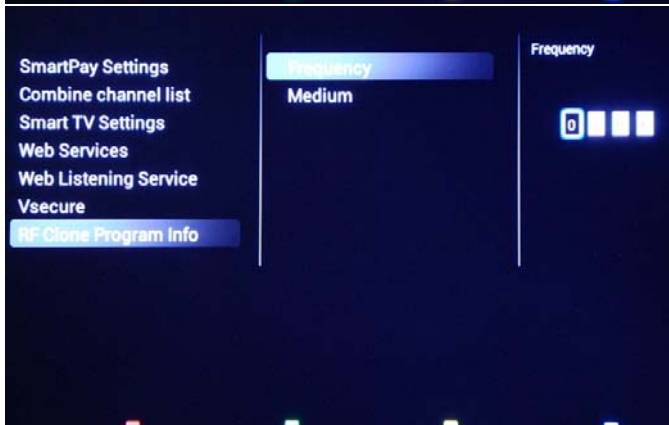 SmartPay Settings
Combine channel list
Smart TV Settings
Web Services
Web Listening Service
Vsecure
RF Clone Program Info
Frequency
Medium
Frequency
0